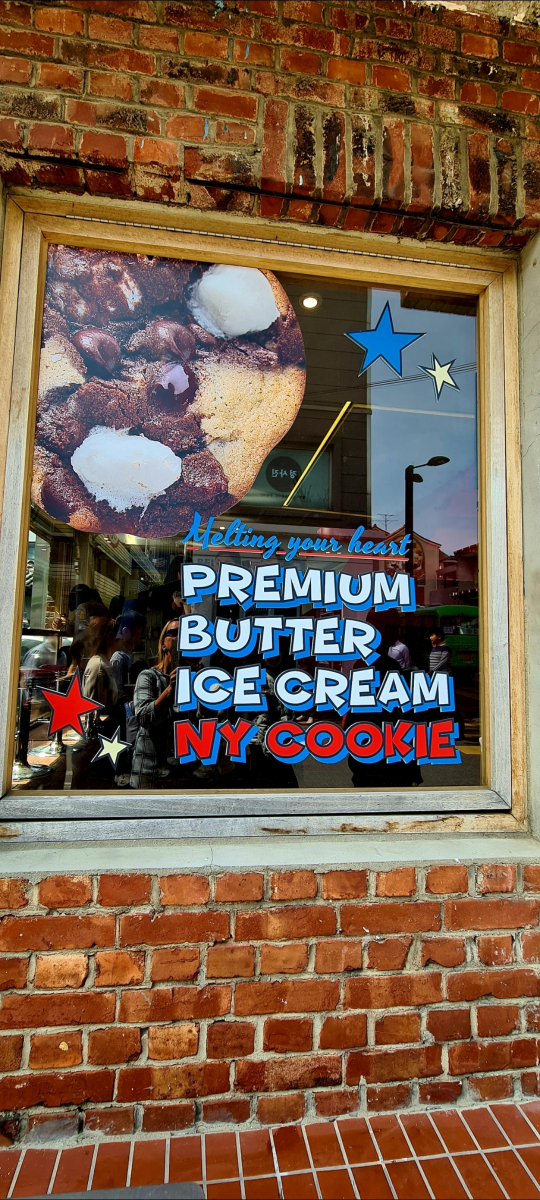 Melting your heart
PREMIUM
BUTTER
ICE CREAM
NY COOKIE